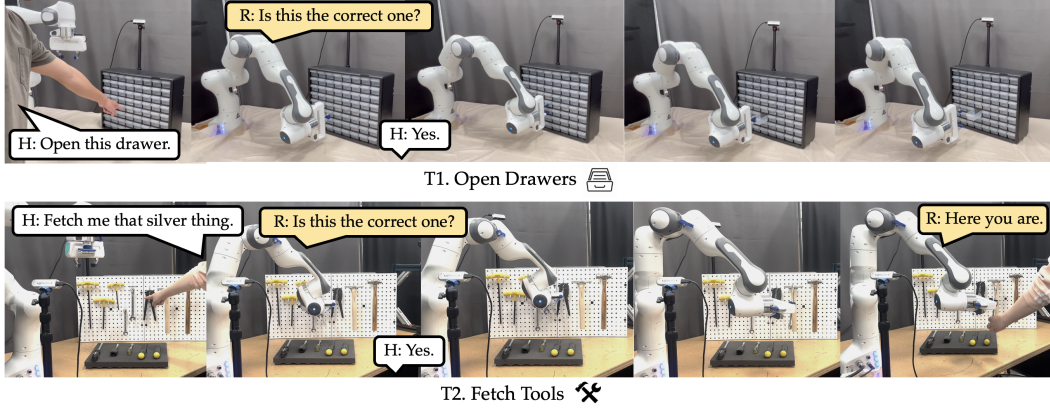 R: Is this the correct one?
H: Open this drawer.
H: Yes.
T1. Open Drawers
H: Fetch me that silver thing.
R: Is this the correct one?
R: Here you are.
H: Yes.
T2. Fetch Tools